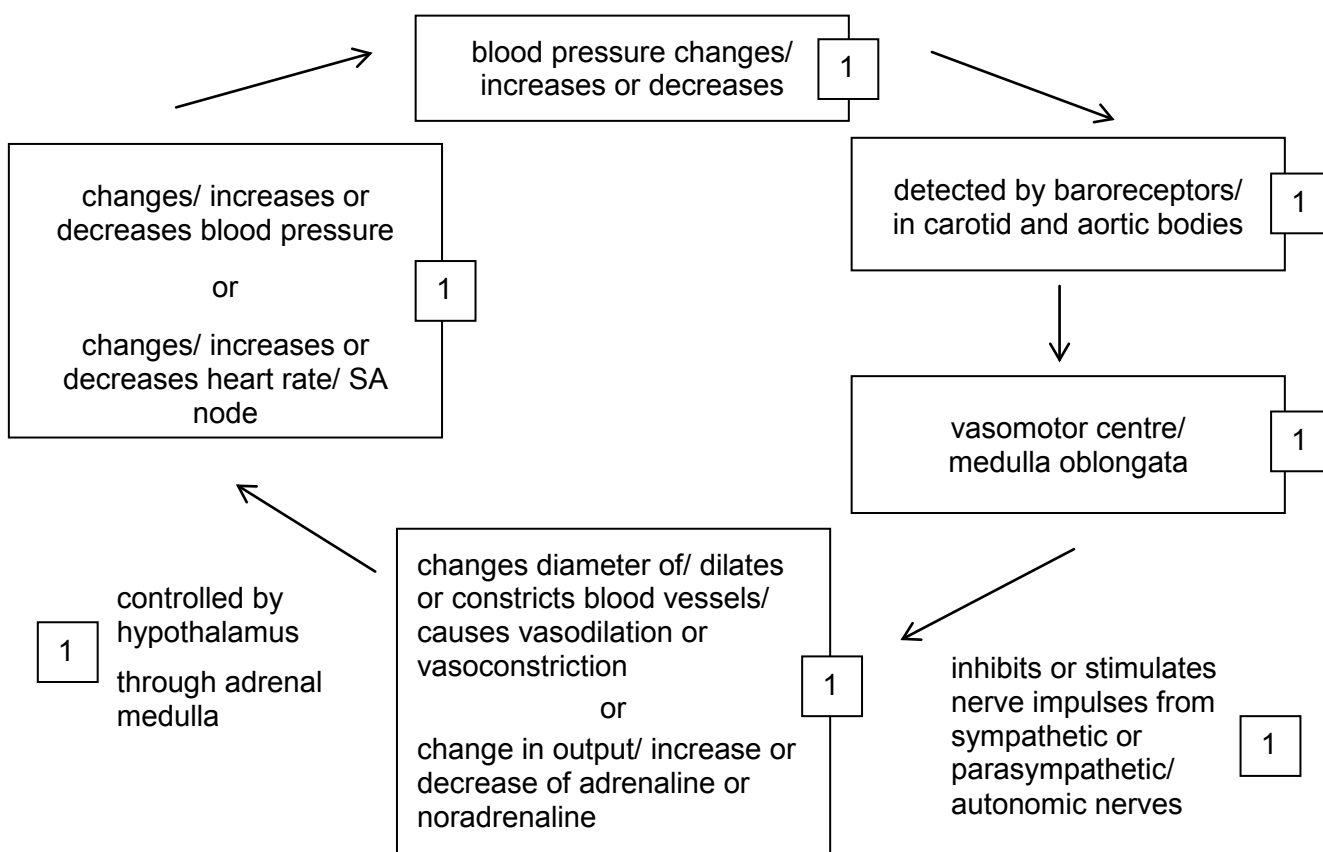 blood pressure changes/
increases or decreases
1
detected by baroreceptors/
in carotid and aortic bodies
1
vasomotor centre/
medulla oblongata
1
inhibits or stimulates
nerve impulses from
sympathetic or
parasympathetic/
autonomic nerves
1
changes diameter of/ dilates
or constricts blood vessels/
causes vasodilation or
vasoconstriction
or
change in output/ increase or
decrease of adrenaline or
noradrenaline
1
controlled by
hypothalamus
through adrenal
medulla
1
changes/ increases or
decreases blood pressure
or
changes/ increases or
decreases heart rate/ SA
node
1